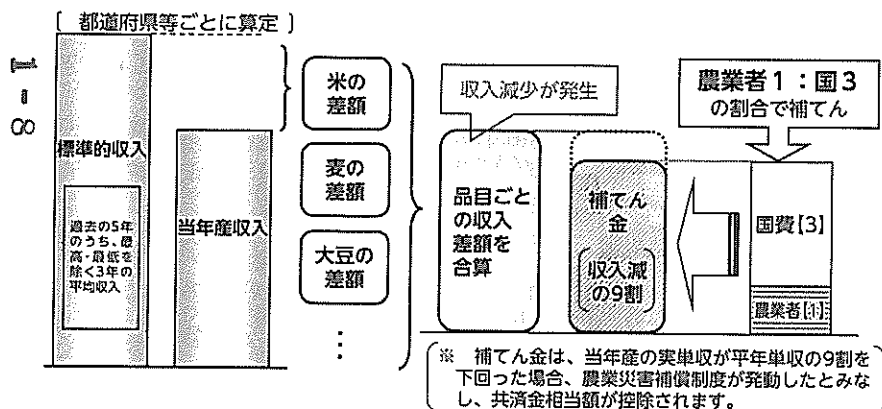 〔 都道府県等ごとに算定 〕
1-8
標準的収入
過去の5年
のうち、最
高・最低を
除く3年の
平均収入
当年産収入
米の
差額
麦の
差額
大豆の
差額
⋮
収入減少が発生
品目ごと
の収入
差額を
合算
補てん
金
〔収入減
の9割〕
農業者1:国3
の割合で補てん
国費【3】
農業者【1】
※ 補てん金は、当年産の実単収が平年単収の9割を
下回った場合、農業災害補償制度が発動したとみな
し、共済金相当額が控除されます。